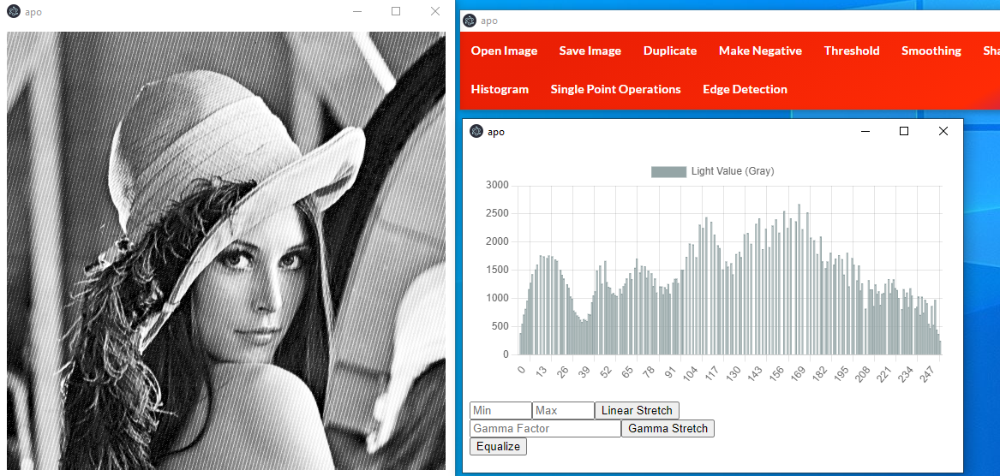 apo
apo
Open Image Save Image Duplicate Make Negative Threshold Smoothing
Histogram Single Point Operations Edge Detection
apo
Light Value (Gray)
3000
2500
2000
1500
1000
500
0
0 13 26 39 52 65 78 91 104 117 130 143 156 169 182 195 208 221 234 247
Min Max Linear Stretch
Gamma Factor Gamma Stretch
Equalize